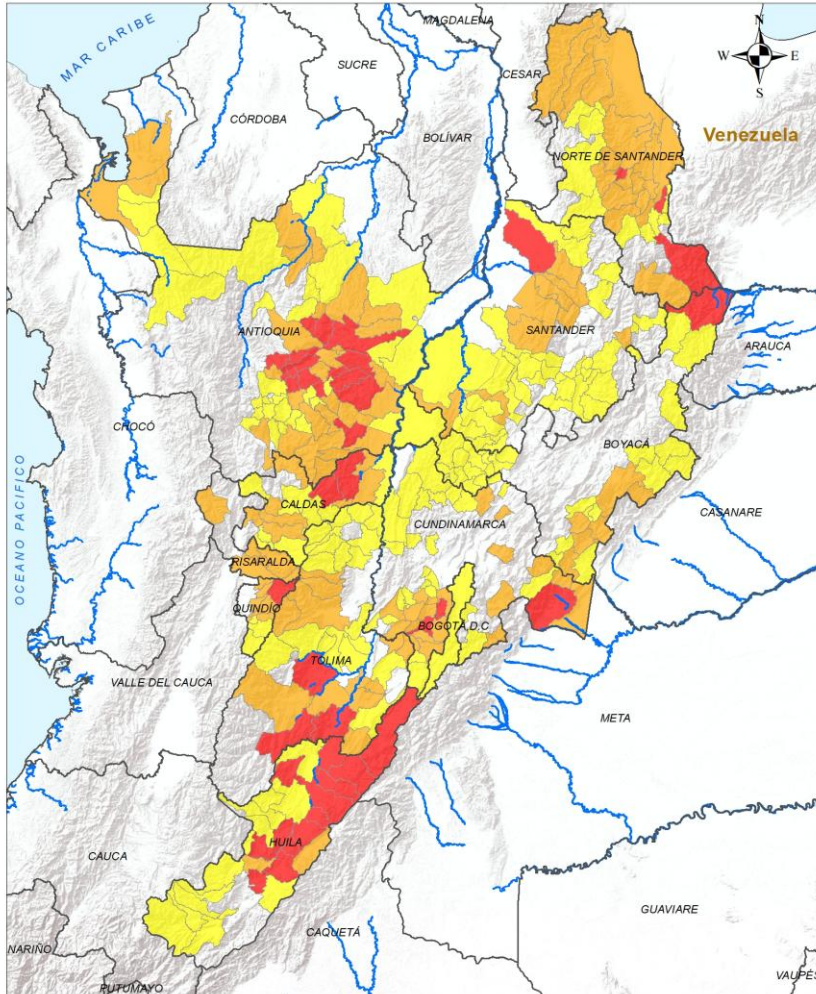 MAGDALENA
MAR CARIBE
N
W E
S
SUCRE
CESAR
CÓRDOBA
BOLÍVAR
Venezuela
NORTE DE SANTANDER
ANTIOQUIA
SANTANDER
ARAUCA
CHOCÓ
BOYACÁ
OCEANO PACIFICO
CALDAS
CASANARE
CUNDINAMARCA
RISARALDA
QUINDÍO
BOGOTÁ, D.C
TOLIMA
VALLE DEL CAUCA
META
HUILA
CAUCA
GUAVIARE
CAQUETÁ
NARIÑO
PUTUMAYO
VAUPÉS